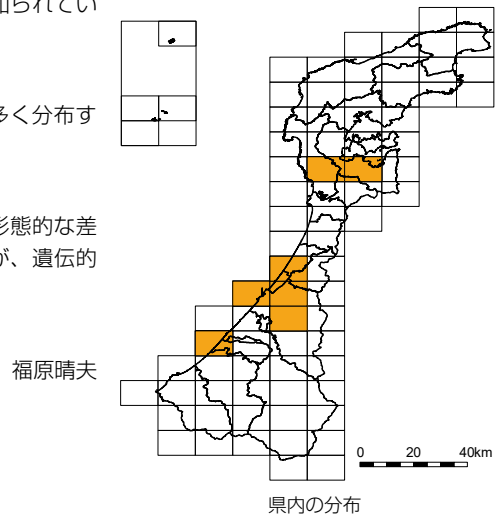 知られてい
多く分布す
形態的な差
が、遺伝的
福原晴夫
0 20 40km
県内の分布